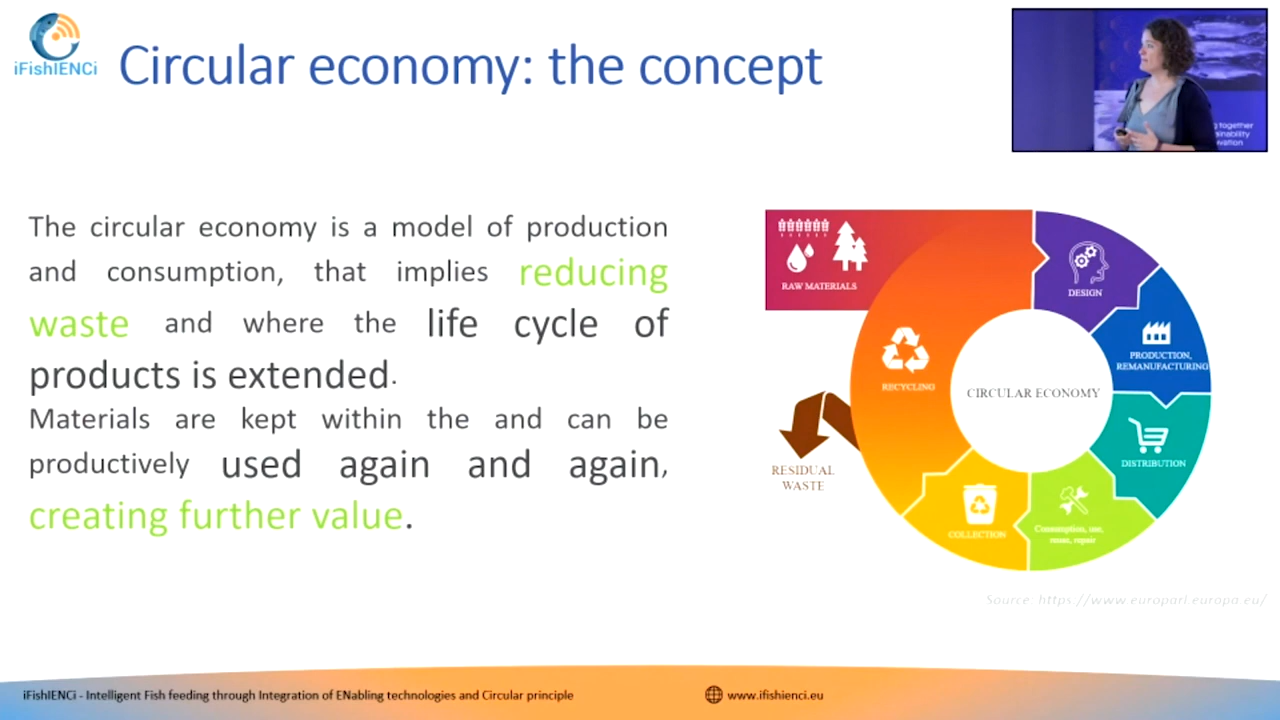 iFishIENCi
Circular economy: the concept
g together
ainability
ovation
The circular economy is a model of production
and consumption, that implies reducing
waste and where the life cycle of
products is extended.
Materials are kept within the and can be
productively used again and again,
creating further value.
RAW MATERIALS
DESIGN
PRODUCTION,
REMANUFACTURING
RECYCLING
CIRCULAR ECONOMY
DISTRIBUTION
RESIDUAL
WASTE
COLLECTION
Consumption, use,
reuse, repair
Source: https://www.europarl.europa.eu/
iFishIENCi - Intelligent Fish feeding through Integration of ENabling technologies and Circular principle
www.ifishienci.eu